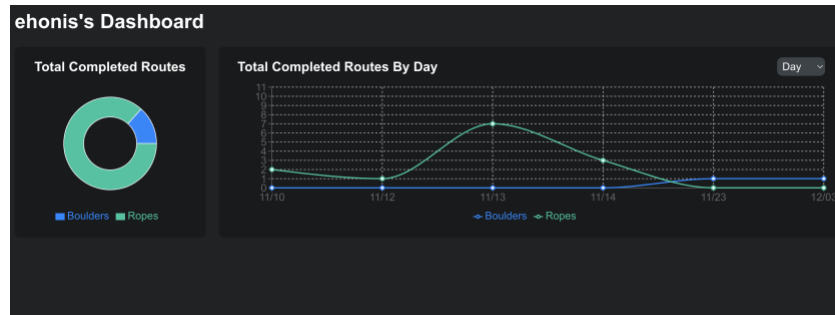 ehonis's Dashboard
Total Completed Routes
Boulders Ropes
Total Completed Routes By Day
Day
11
10
9
8
7
6
5
4
3
2
1
0
11/10 11/12 11/13 11/14 11/23 12/03
Boulders Ropes